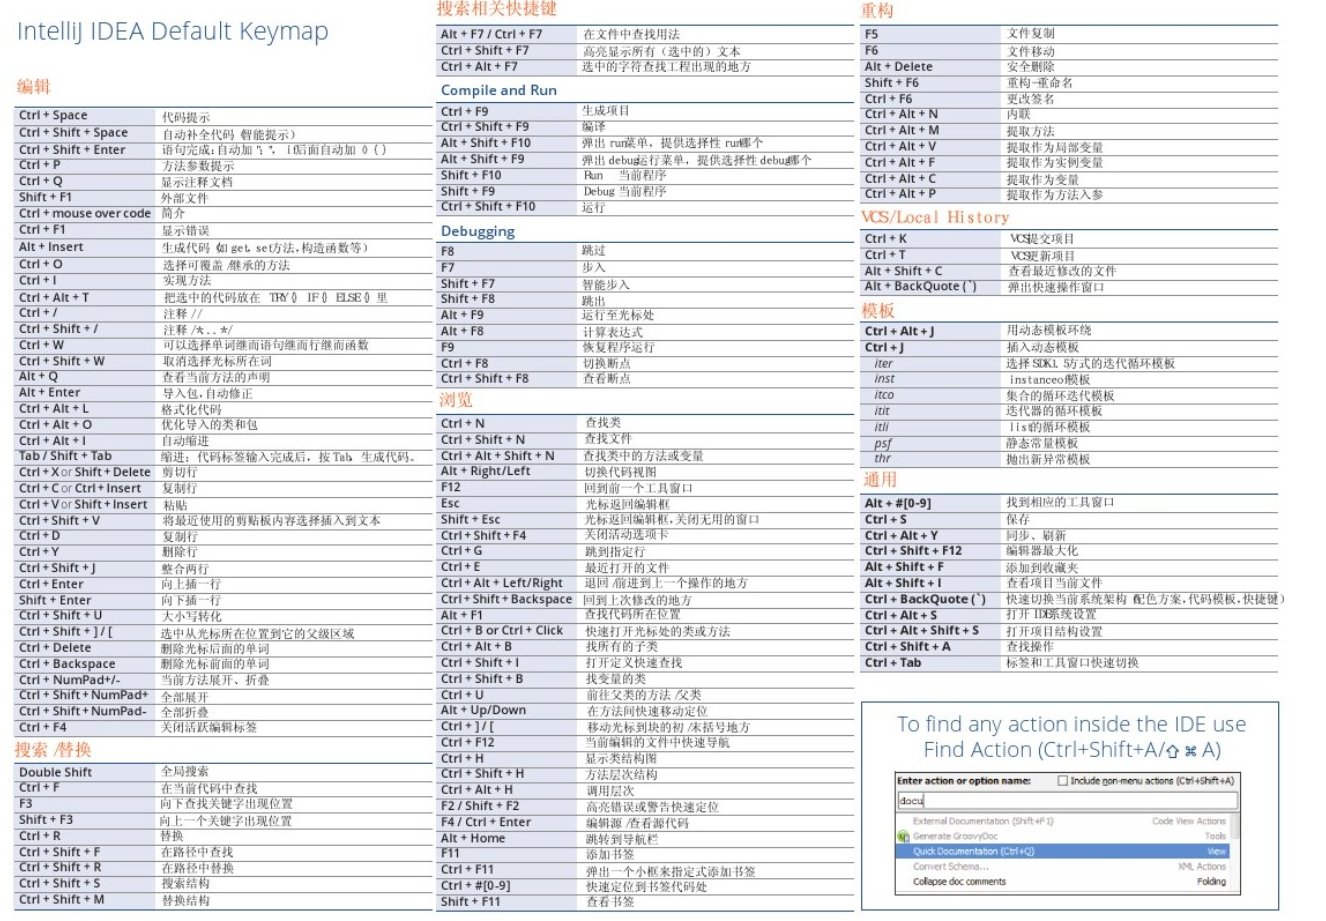 IntelliJ IDEA Default Keymap
编辑
Ctrl + Space 代码提示
Ctrl + Shift + Space 自动补全代码(智能提示)
Ctrl + Shift + Enter 语句完成:自动加";", if后面自动加 () { }
Ctrl + P 方法参数提示
Ctrl + Q 显示注释文档
Shift + F1 外部文件
Ctrl + mouse over code 简介
Ctrl + F1 显示错误
Alt + Insert 生成代码(如 get, set方法,构造函数等)
Ctrl + O 选择可覆盖/继承的方法
Ctrl + I 实现方法
Ctrl + Alt + T 把选中的代码放在 TRY{} IF{} ELSE{} 里
Ctrl + / 注释 //
Ctrl + Shift + / 注释 /*...*/
Ctrl + W 可以选择单词继而语句继而行继而函数
Ctrl + Shift + W 取消选择光标所在词
Alt + Q 查看当前方法的声明
Alt + Enter 导入包,自动修正
Ctrl + Alt + L 格式化代码
Ctrl + Alt + O 优化导入的类和包
Ctrl + Alt + I 自动缩进
Tab / Shift + Tab 缩进; 代码标签输入完成后,按 Tab, 生成代码。
Ctrl + X or Shift + Delete 剪切行
Ctrl + C or Ctrl + Insert 复制行
Ctrl + V or Shift + Insert 粘贴
Ctrl + Shift + V 将最近使用的剪贴板内容选择插入到文本
Ctrl + D 复制行
Ctrl + Y 删除行
Ctrl + Shift + J 整合两行
Ctrl + Enter 向上插一行
Shift + Enter 向下插一行
Ctrl + Shift + U 大小写转化
Ctrl + Shift + ] / [ 选中从光标所在位置到它的父级区域
Ctrl + Delete 删除光标后面的单词
Ctrl + Backspace 删除光标前面的单词
Ctrl + NumPad+/- 当前方法展开、折叠
Ctrl + Shift + NumPad+ 全部展开
Ctrl + Shift + NumPad- 全部折叠
Ctrl + F4 关闭活跃编辑标签
搜索 /替换
Double Shift 全局搜索
Ctrl + F 在当前代码中查找
F3 向下查找关键字出现位置
Shift + F3 向上一个关键字出现位置
Ctrl + R 替换
Ctrl + Shift + F 在路径中查找
Ctrl + Shift + R 在路径中替换
Ctrl + Shift + S 搜索结构
Ctrl + Shift + M 替换结构
搜索相关快捷键
Alt + F7 / Ctrl + F7 在文件中查找用法
Ctrl + Shift + F7 高亮显示所有(选中的)文本
Ctrl + Alt + F7 选中的字符查找工程出现的地方
Compile and Run
Ctrl + F9 生成项目
Ctrl + Shift + F9 编译
Alt + Shift + F10 弹出 run菜单, 提供选择性 run哪个
Alt + Shift + F9 弹出 debug运行菜单, 提供选择性 debug哪个
Shift + F10 Run 当前程序
Shift + F9 Debug 当前程序
Ctrl + Shift + F10 运行
Debugging
F8 跳过
F7 步入
Shift + F7 智能步入
Shift + F8 跳出
Alt + F9 运行至光标处
Alt + F8 计算表达式
F9 恢复程序运行
Ctrl + F8 切换断点
Ctrl + Shift + F8 查看断点
浏览
Ctrl + N 查找类
Ctrl + Shift + N 查找文件
Ctrl + Alt + Shift + N 查找类中的方法或变量
Alt + Right/Left 切换代码视图
F12 回到前一个工具窗口
Esc 光标返回编辑框
Shift + Esc 光标返回编辑框,关闭无用的窗口
Ctrl + Shift + F4 关闭活动选项卡
Ctrl + G 跳到指定行
Ctrl + E 最近打开的文件
Ctrl + Alt + Left/Right 退回 /前进到上一个操作的地方
Ctrl + Shift + Backspace 回到上次修改的地方
Alt + F1 查找代码所在位置
Ctrl + B or Ctrl + Click 快速打开光标处的类或方法
Ctrl + Alt + B 找所有的子类
Ctrl + Shift + I 打开定义快速查找
Ctrl + Shift + B 找变量的类
Ctrl + U 前往父类的方法 /父类
Alt + Up/Down 在方法间快速移动定位
Ctrl + ] / [ 移动光标到块的初 /末括号地方
Ctrl + F12 当前编辑的文件中快速导航
Ctrl + H 显示类结构图
Ctrl + Shift + H 方法层次结构
Ctrl + Alt + H 调用层次
F2 / Shift + F2 高亮错误或警告快速定位
F4 / Ctrl + Enter 编辑源 /查看源代码
Alt + Home 跳转到导航栏
F11 添加书签
Ctrl + F11 弹出一个小框来指定式添加书签
Ctrl + #[0-9] 快速定位到书签代码处
Shift + F11 查看书签
重构
F5 文件复制
F6 文件移动
Alt + Delete 安全删除
Shift + F6 重构-重命名
Ctrl + F6 更改签名
Ctrl + Alt + N 内联
Ctrl + Alt + M 提取方法
Ctrl + Alt + V 提取作为局部变量
Ctrl + Alt + F 提取作为实例变量
Ctrl + Alt + C 提取作为变量
Ctrl + Alt + P 提取作为方法入参
VCS/Local History
Ctrl + K VCS提交项目
Ctrl + T VCS更新项目
Alt + Shift + C 查看最近修改的文件
Alt + BackQuote (`) 弹出快速操作窗口
模板
Ctrl + Alt + J 用动态模板环绕
Ctrl + J 插入动态模板
iter 选择 SDK1.5方式的迭代循环模板
inst instanceof模板
itco 集合的循环迭代模板
itit 迭代器的循环模板
itli list的循环模板
psf 静态常量模板
thr 抛出新异常模板
通用
Alt + #[0-9] 找到相应的工具窗口
Ctrl + S 保存
Ctrl + Alt + Y 同步、刷新
Ctrl + Shift + F12 编辑器最大化
Alt + Shift + F 添加到收藏夹
Alt + Shift + I 查看项目当前文件
Ctrl + BackQuote (`) 快速切换当前系统架构(配色方案,代码模板,快捷键)
Ctrl + Alt + S 打开 IDE系统设置
Ctrl + Alt + Shift + S 打开项目结构设置
Ctrl + Shift + A 查找操作
Ctrl + Tab 标签和工具窗口快速切换
To find any action inside the IDE use
Find Action (Ctrl+Shift+A/⇧⌘A)
Enter action or option name: Include non-menu actions (Ctrl+Shift+A)
docu
External Documentation (Shift+F1) Code View Actions
Generate GroovyDoc Tools
Quick Documentation (Ctrl+Q) View
Convert Schema... XML Actions
Collapse doc comments Folding